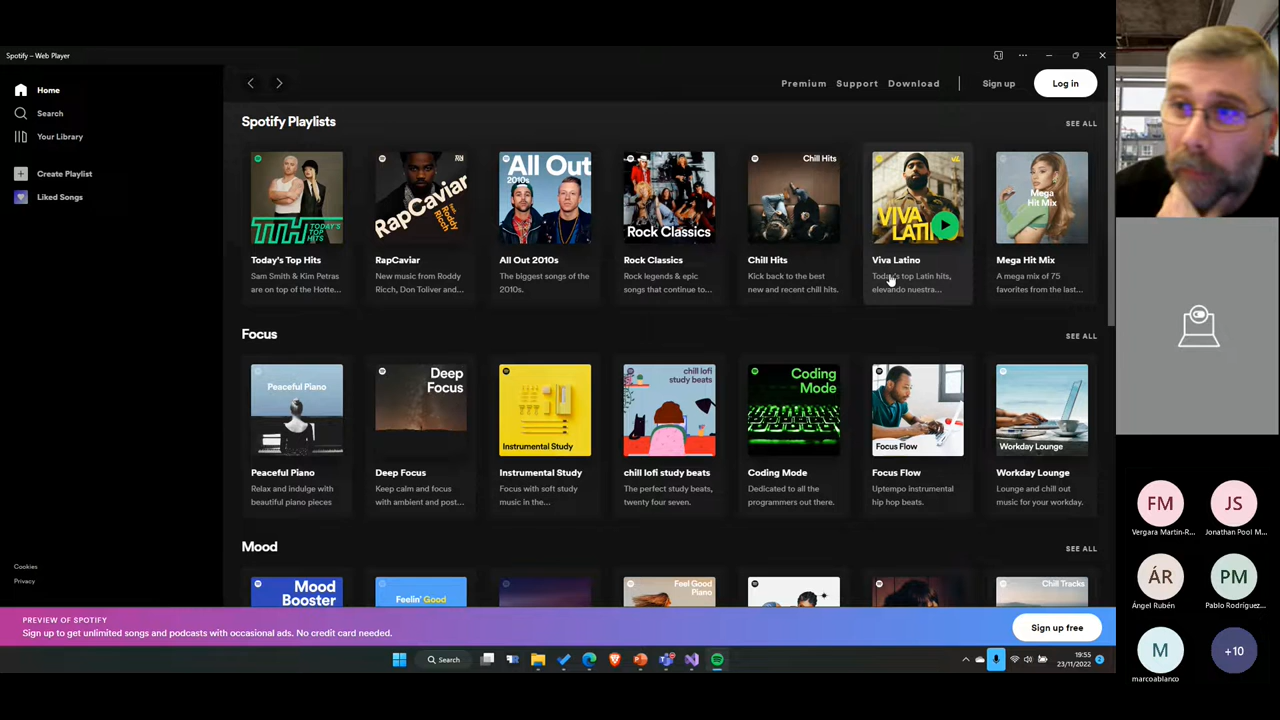 Spotify – Web Player
Home
Search
Your Library
Create Playlist
Liked Songs
Cookies
Privacy
Premium Support Download
Sign up
Log in
Spotify Playlists
SEE ALL
TTH TODAY'S TOP HITS
Today's Top Hits
Sam Smith & Kim Petras
are on top of the Hotte...
RapCaviar
feat. Roddy Ricch
RapCaviar
New music from Roddy
Ricch, Don Toliver and...
All Out
2010s
All Out 2010s
The biggest songs of the
2010s.
Rock Classics
Rock Classics
Rock legends & epic
songs that continue to...
Chill Hits
Chill Hits
Kick back to the best
new and recent chill hits.
VIVA
LATI
Viva Latino
Today's top Latin hits,
elevando nuestra...
Mega
Hit Mix
Mega Hit Mix
A mega mix of 75
favorites from the last...
Focus
SEE ALL
Peaceful Piano
Peaceful Piano
Relax and indulge with
beautiful piano pieces
Deep
Focus
Deep Focus
Keep calm and focus
with ambient and post...
Instrumental Study
Instrumental Study
Focus with soft study
music in the...
chill lofi
study beats
chill lofi study beats
The perfect study beats,
twenty four seven.
Coding
Mode
Coding Mode
Dedicated to all the
programmers out there.
Focus Flow
Focus Flow
Uptempo instrumental
hip hop beats.
Workday Lounge
Workday Lounge
Lounge and chill out
music for your workday.
Mood
SEE ALL
Mood
Booster
Feelin' Good
Feel Good
Piano
Chill Tracks
PREVIEW OF SPOTIFY
Sign up to get unlimited songs and podcasts with occasional ads. No credit card needed.
Sign up free
Search
19:55
23/11/2022
2
FM
Vergara Martin-R...
JS
Jonathan Pool M...
ÁR
Ángel Rubén
PM
Pablo Rodríguez...
M
marcoablanco
+10